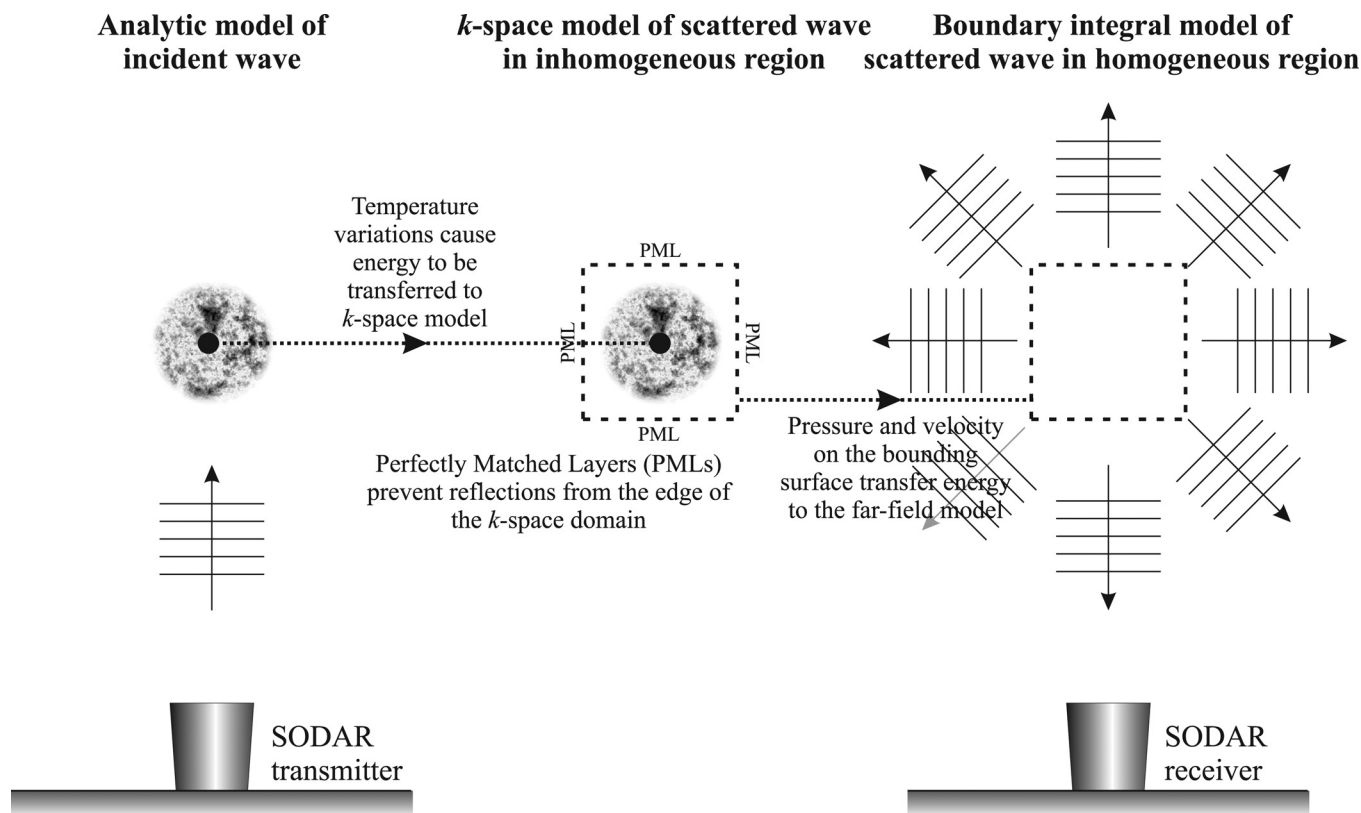 Analytic model of
incident wave
k-space model of scattered wave
in inhomogeneous region
Boundary integral model of
scattered wave in homogeneous region
Temperature
variations cause
energy to be
transferred to
k-space model
PML
PML
PML
PML
Perfectly Matched Layers (PMLs)
prevent reflections from the edge of
the k-space domain
Pressure and velocity
on the bounding
surface transfer energy
to the far-field model
SODAR
transmitter
SODAR
receiver